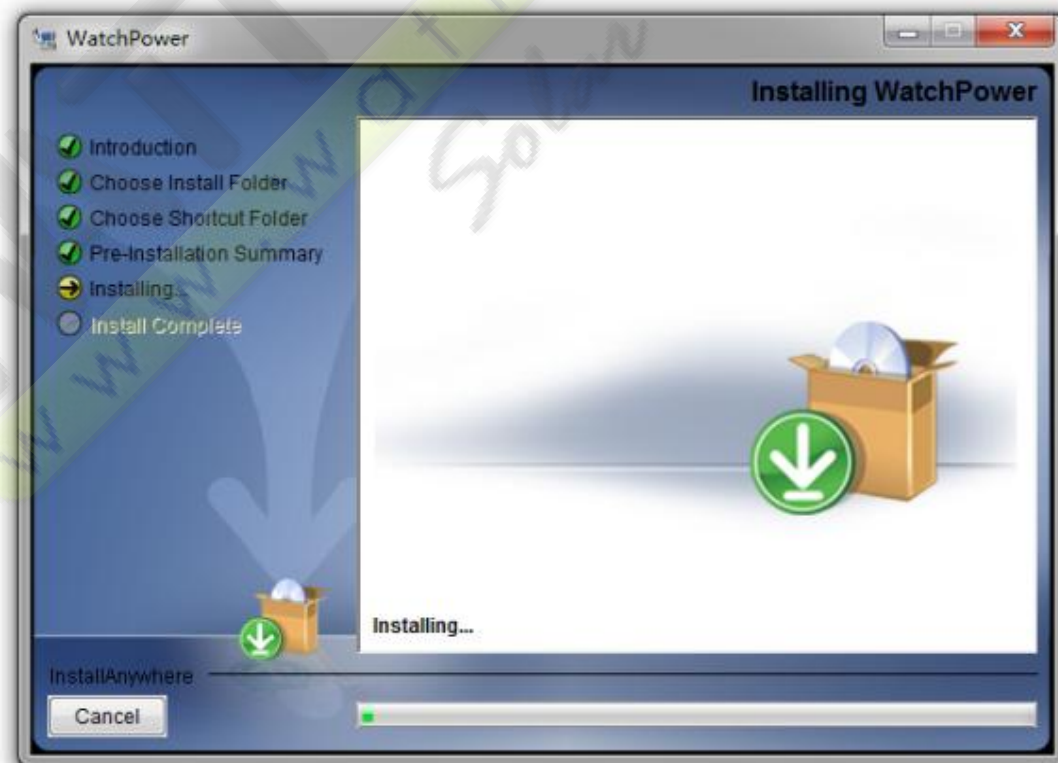 WatchPower
Installing WatchPower
Introduction
Choose Install Folder
Choose Shortcut Folder
Pre-Installation Summary
Installing...
Install Complete
Installing...
InstallAnywhere
Cancel
Solar